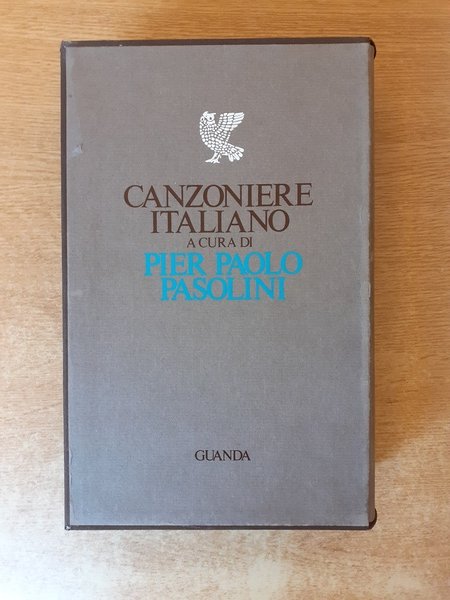 CANZONIERE
ITALIANO
A CURA DI
PIER PAOLO
PASOLINI
GUANDA